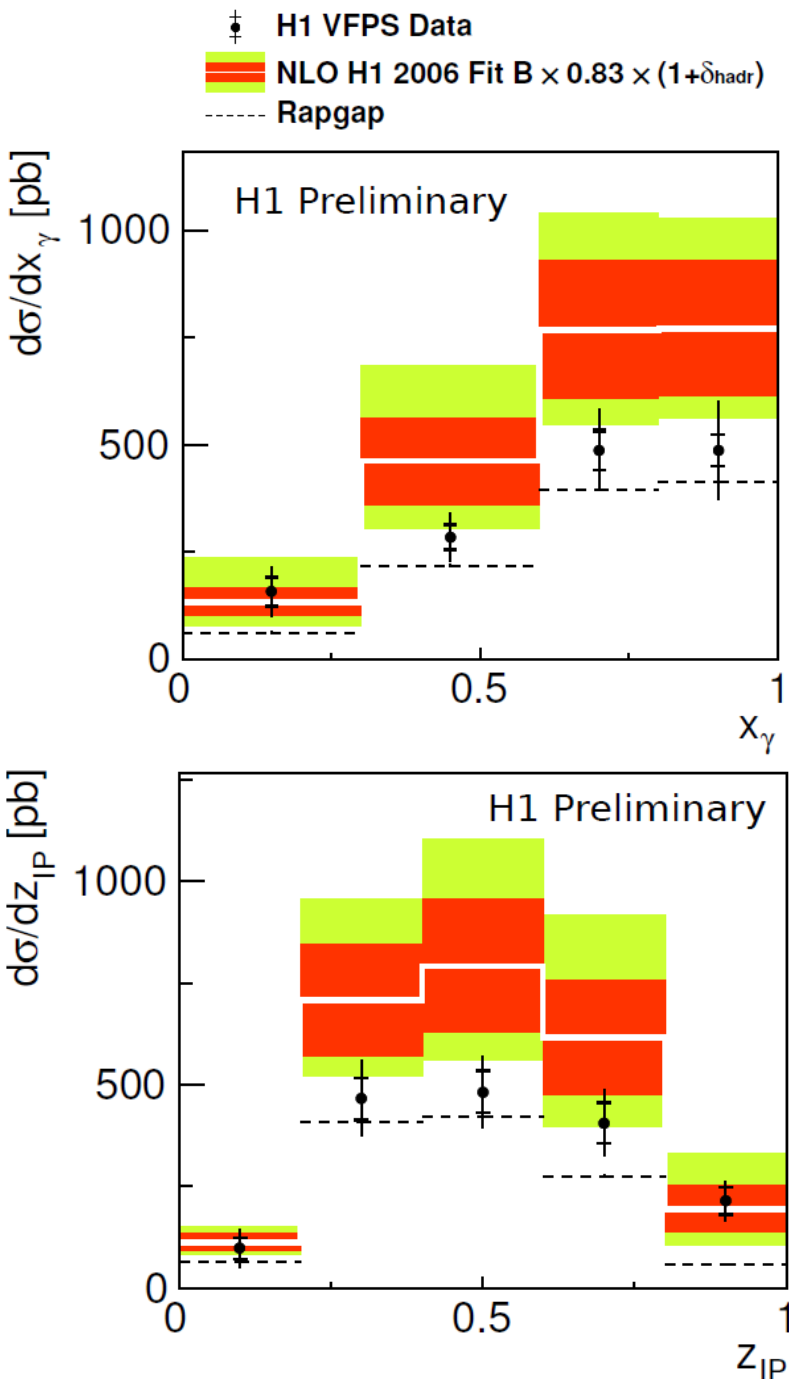 H1 VFPS Data
NLO H1 2006 Fit B × 0.83 × (1+δhadr)
Rapgap
dσ/dxγ [pb]
H1 Preliminary
1000
500
0
0
0.5
1
xγ
dσ/dzIP [pb]
H1 Preliminary
1000
500
0
0
0.5
1
zIP